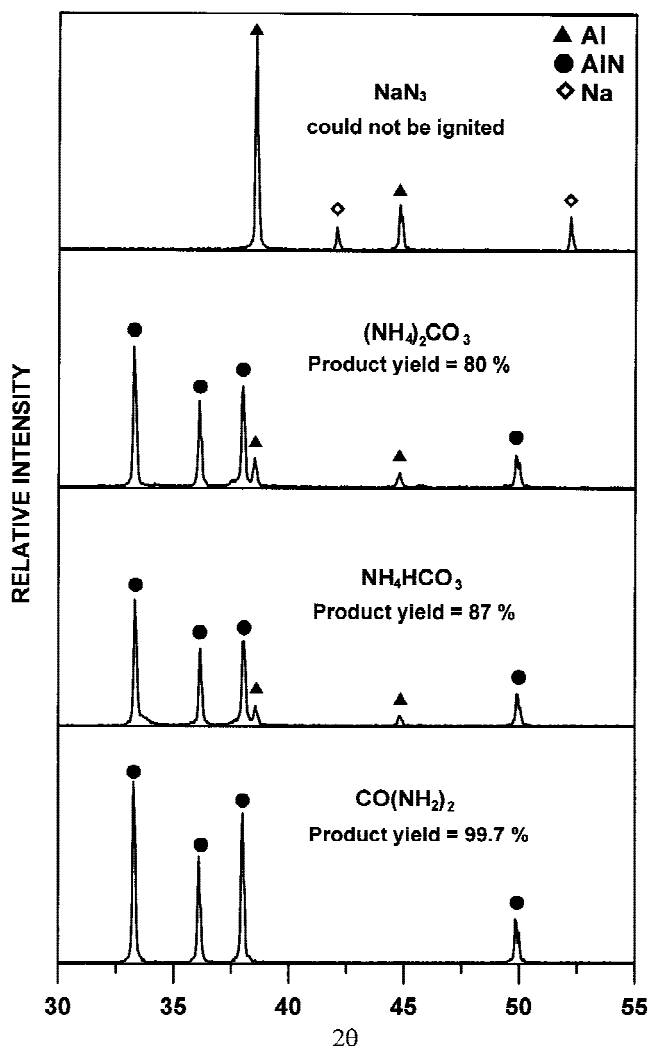 Al
AlN
Na
NaN₃
could not be ignited
(NH₄)₂CO₃
Product yield = 80 %
NH₄HCO₃
Product yield = 87 %
CO(NH₂)₂
Product yield = 99.7 %
RELATIVE INTENSITY
30 35 40 45 50 55
2θ